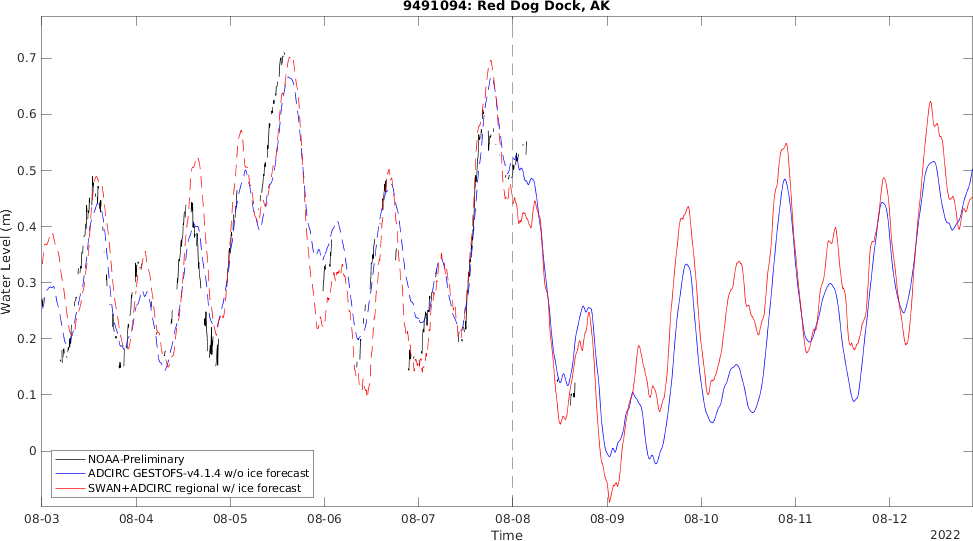 9491094: Red Dog Dock, AK
Water Level (m)
0.7
0.6
0.5
0.4
0.3
0.2
0.1
0
NOAA-Preliminary
ADCIRC GESTOFS-v4.1.4 w/o ice forecast
SWAN+ADCIRC regional w/ ice forecast
08-03 08-04 08-05 08-06 08-07 08-08 08-09 08-10 08-11 08-12
Time
2022